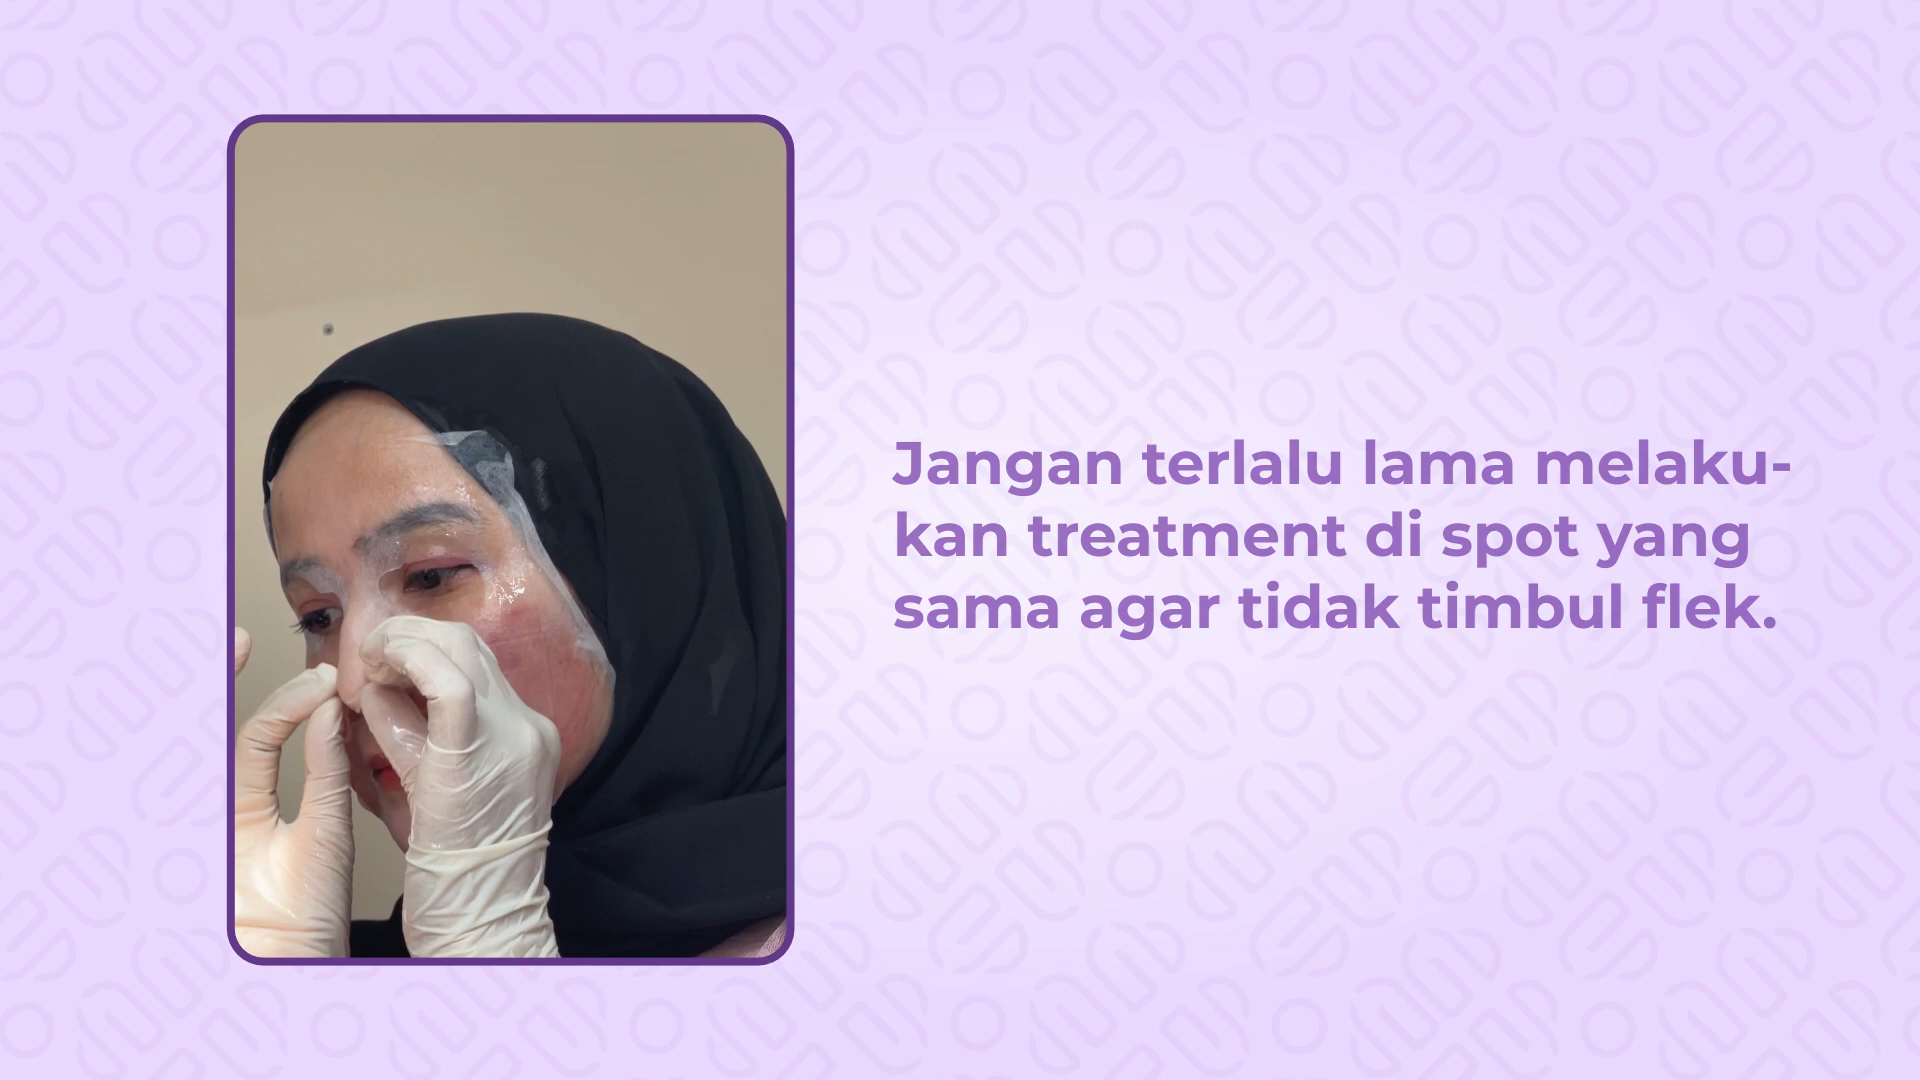 Jangan terlalu lama melaku-
kan treatment di spot yang
sama agar tidak timbul flek.